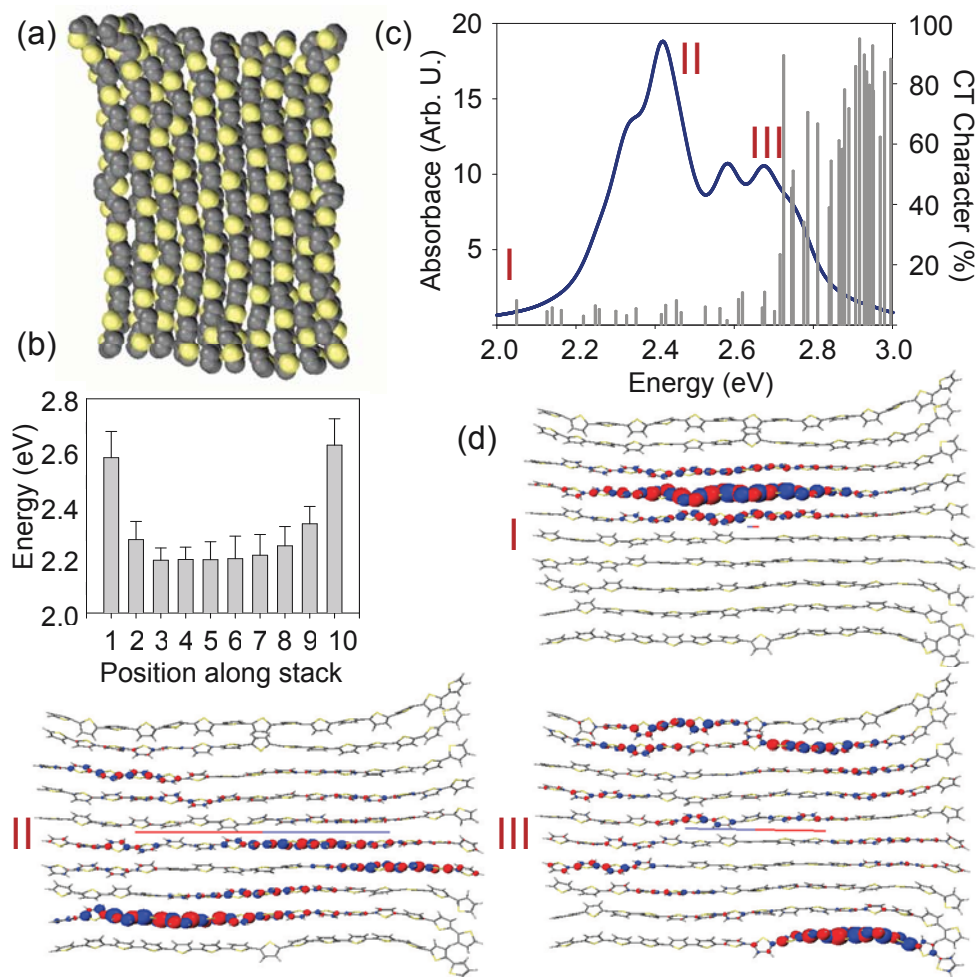 (a)
(c)
20
15
10
5
Absorbace (Arb. U.)
I
II
III
100
80
60
40
20
CT Character (%)
2.0 2.2 2.4 2.6 2.8 3.0
Energy (eV)
(b)
2.8
2.6
2.4
2.2
2.0
Energy (eV)
1 2 3 4 5 6 7 8 9 10
Position along stack
(d)
I
II
III